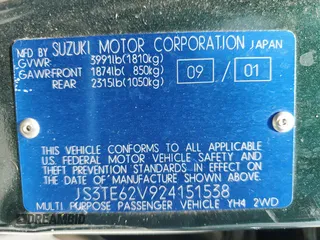 MFD BY SUZUKI MOTOR CORPORATION JAPAN
GVWR: 3991lb(1810kg)
GAWR:FRONT 1874lb( 850kg) 09 / 01
REAR 2315lb(1050kg)
THIS VEHICLE CONFORMS TO ALL APPLICABLE
U.S. FEDERAL MOTOR VEHICLE SAFETY AND
THEFT PREVENTION STANDARDS IN EFFECT ON
THE DATE OF MANUFACTURE SHOWN ABOVE.
JS3TE62V924151538
MULTI PURPOSE PASSENGER VEHICLE YH4 2WD
DREAMBID